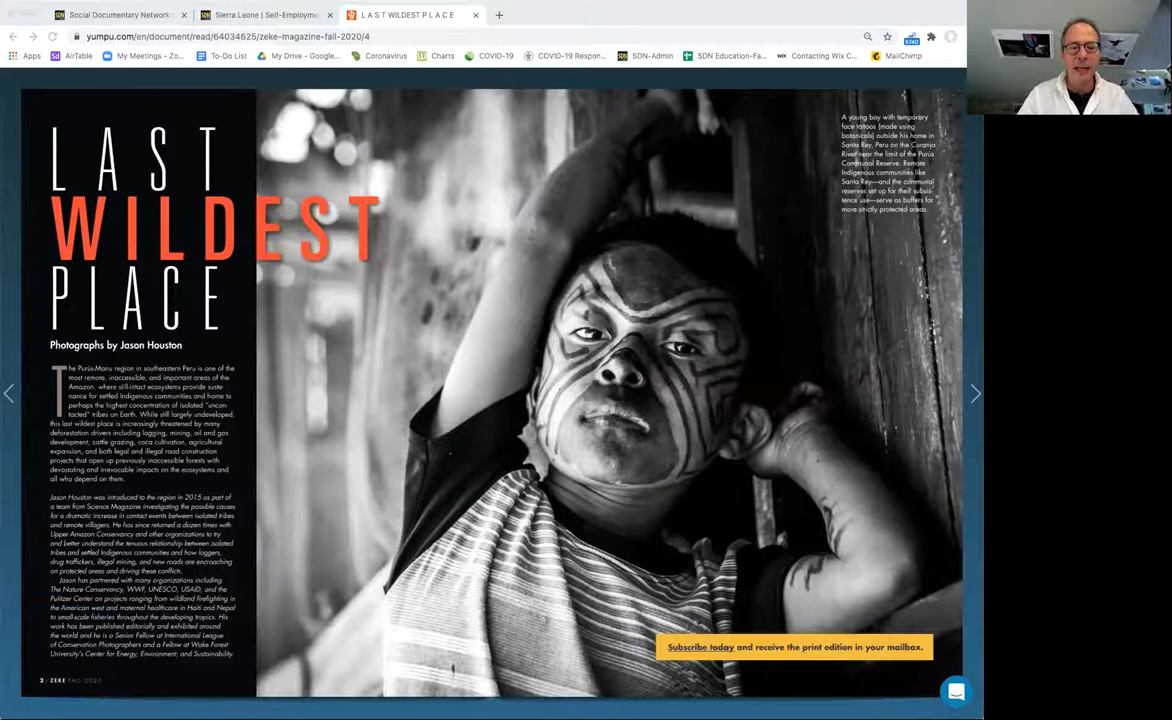 Social Documentary Network
Sierra Leone | Self-Employme
L A S T W I L D E S T P L A C E
yumpu.com/en/document/read/64034625/zeke-magazine-fall-2020/4
5740
Apps
AirTable
My Meetings - Zo...
To-Do List
My Drive - Google...
Coronavirus
Charts
COVID-19
COVID-19 Respon...
SDN-Admin
SDN Education-Fa...
Contacting Wix C...
MailChimp
LAST
WILDEST
PLACE
Photographs by Jason Houston
The Purús-Manu region in southeastern Peru is one of the
most remote, inaccessible, and important areas of the
Amazon, where still-intact ecosystems provide suste-
nance for settled Indigenous communities and home to
perhaps the highest concentration of isolated "uncon-
tacted" tribes on Earth. While still largely undeveloped,
this last wildest place is increasingly threatened by many
deforestation drivers including logging, mining, oil and gas
development, cattle grazing, coca cultivation, agricultural
expansion, and both legal and illegal road construction
projects that open up previously inaccessible forests with
devastating and irrevocable impacts on the ecosystems and
all who depend on them.
Jason Houston was introduced to the region in 2015 as part of
a team from Science Magazine investigating the possible causes
for a dramatic increase in contact events between isolated tribes
and remote villagers. He has since returned a dozen times with
Upper Amazon Conservancy and other organizations to try
and better understand the tenuous relationship between isolated
tribes and settled Indigenous communities and how loggers,
drug traffickers, illegal mining, and new roads are encroaching
on protected areas and driving these conflicts.
Jason has partnered with many organizations including
The Nature Conservancy, WWF, UNESCO, USAID, and the
Pulitzer Center on projects ranging from wildland firefighting in
the American west and maternal healthcare in Haiti and Nepal
to small-scale fisheries throughout the developing tropics. His
work has been published editorially and exhibited around
the world and he is a Senior Fellow at International League
of Conservation Photographers and a Fellow at Wake Forest
University's Center for Energy, Environment, and Sustainability.
2 / ZEKE FALL 2020
A young boy with temporary
face tattoos (made using
botanicals) outside his home in
Santa Rey, Peru on the Curanja
River near the limit of the Purús
Communal Reserve. Remote
Indigenous communities like
Santa Rey—and the communal
reserves set up for their subsis-
tence use—serve as buffers for
more strictly protected areas.
Subscribe today and receive the print edition in your mailbox.